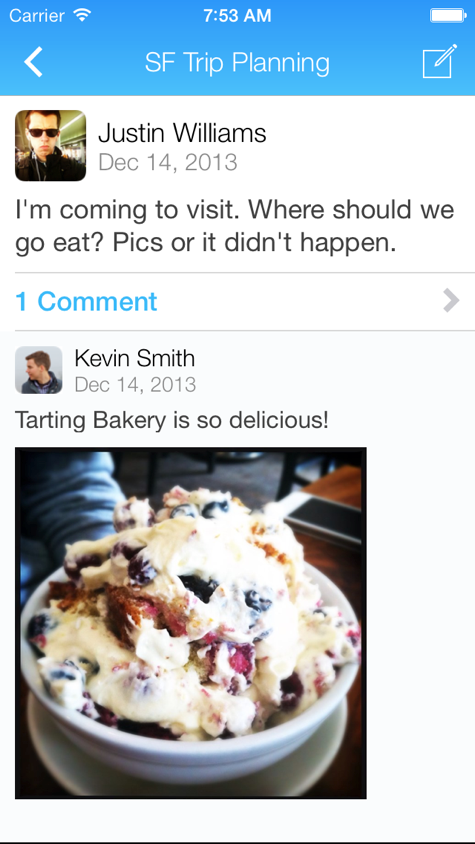 Carrier 7:53 AM
SF Trip Planning
Justin Williams
Dec 14, 2013
I'm coming to visit. Where should we
go eat? Pics or it didn't happen.
1 Comment
Kevin Smith
Dec 14, 2013
Tarting Bakery is so delicious!